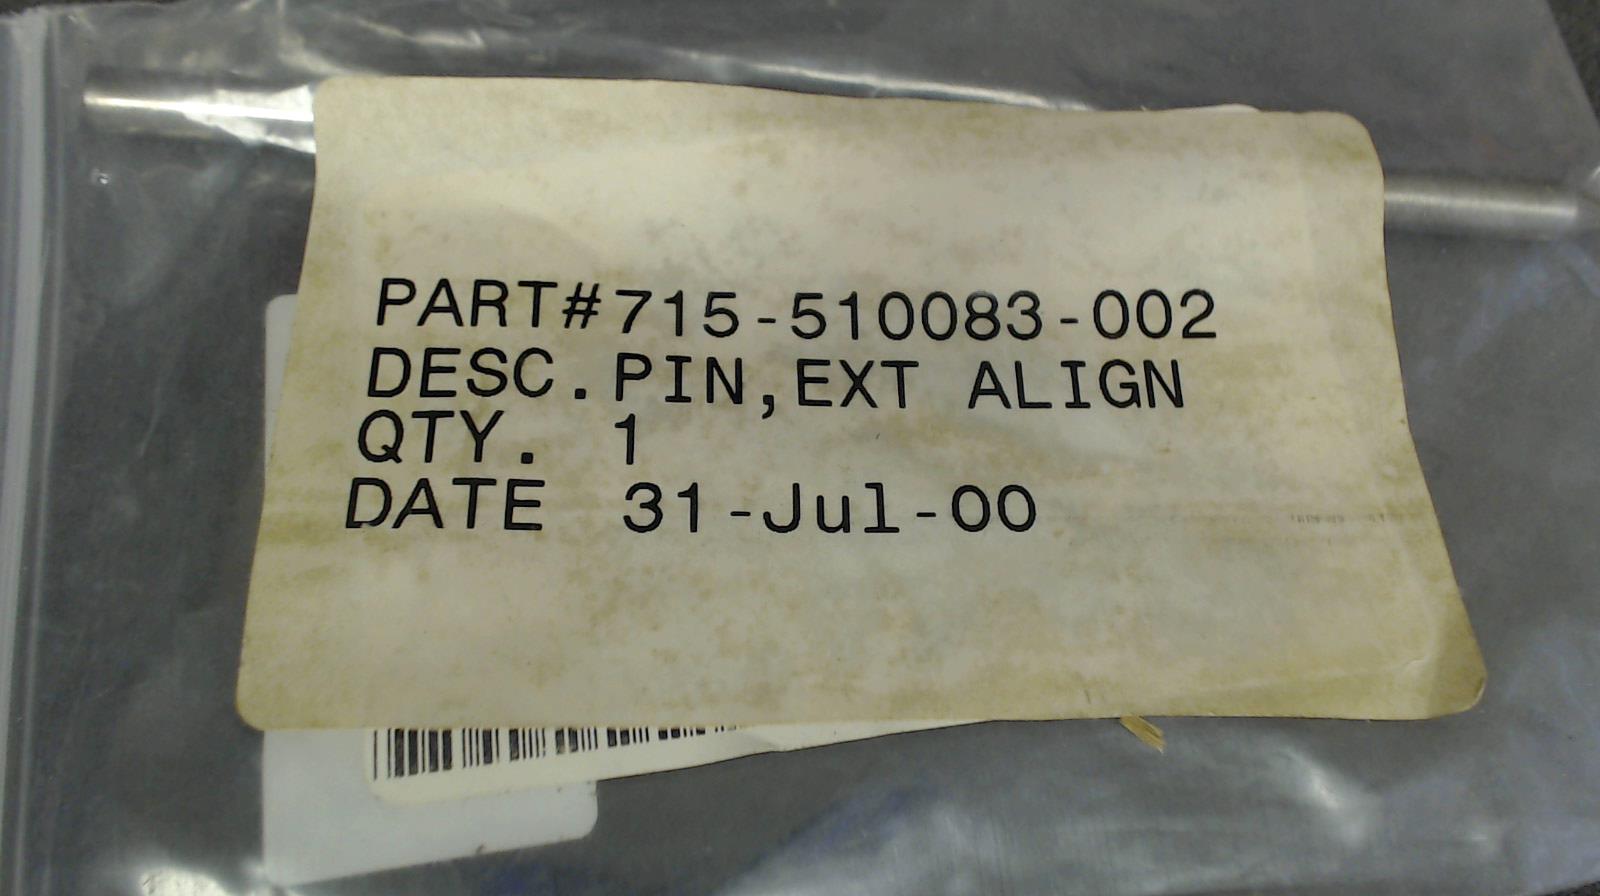 PART#715-510083-002
DESC.PIN,EXT ALIGN
QTY. 1
DATE 31-Jul-00